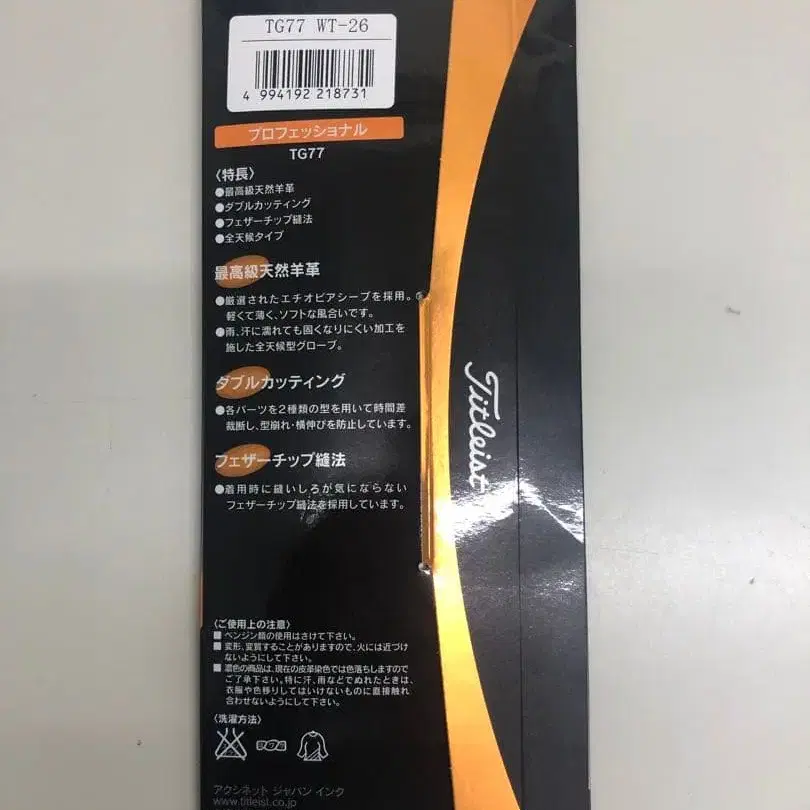 TG77 WT-26
4 994192 218731
プロフェッショナル
TG77
〈特長〉
●最高級天然羊革
●ダブルカッティング
●フェザーチップ縫法
●全天候タイプ
最高級天然羊革
●厳選されたエチオピアシープを採用。
軽くて薄く、ソフトな風合いです。
●雨、汗に濡れても固くなりにくい加工を
施した全天候型グローブ。
ダブルカッティング
●各パーツを2種類の型を用いて時間差
裁断し、型崩れ・横伸びを防止しています。
フェザーチップ縫法
●着用時に縫いしろが気にならない
フェザーチップ縫法を採用しています。
Titleist
〈ご使用上の注意〉
■ベンジン類の使用はさけて下さい。
■変形、変質することがありますので、火には近づけ
ないようにして下さい。
■濃色の商品は、現在の皮革染色では色落ちしますので
ご了承下さい。特に汗、雨などでぬれたときは、
衣服や色移りしてはいけないものに直接触れ
合わせないようにして下さい。
〈洗濯方法〉
アクシネット ジャパン インク
www.titleist.co.jp